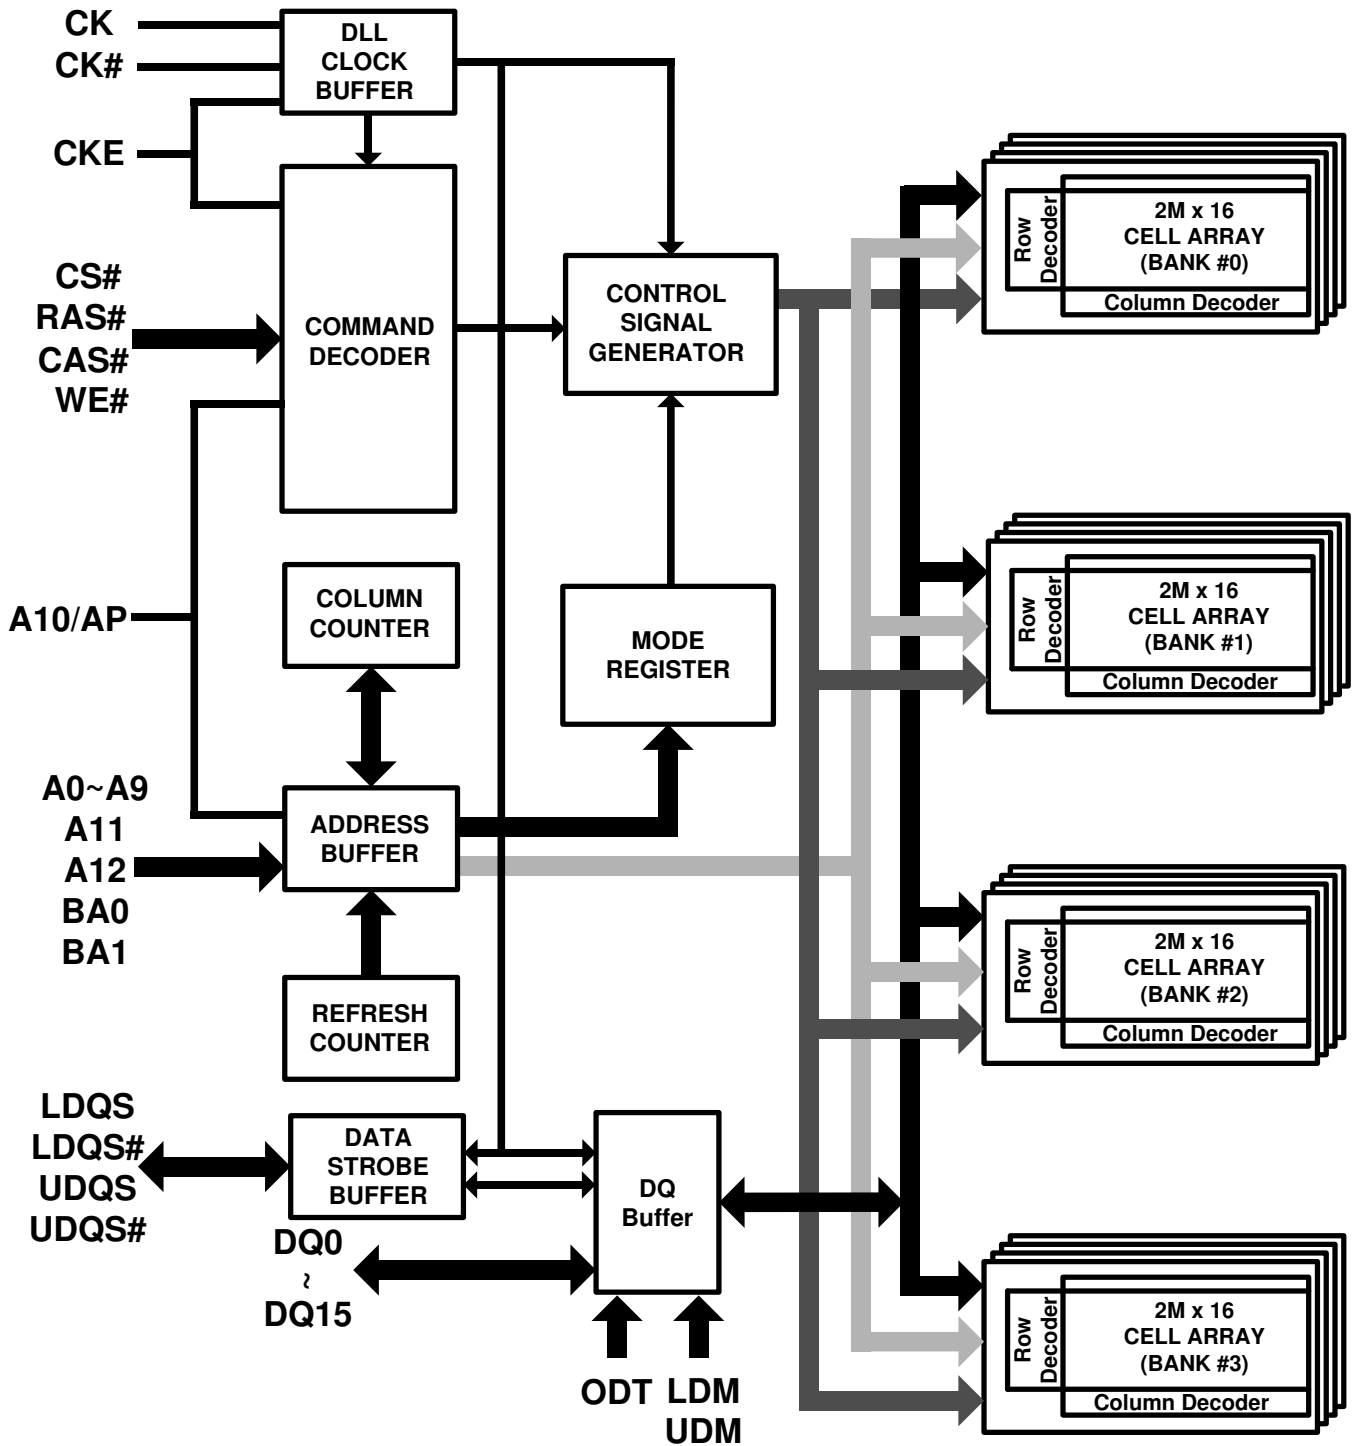 CK
CK#
CKE
CS#
RAS#
CAS#
WE#
A10/AP
A0~A9
A11
A12
BA0
BA1
LDQS
LDQS#
UDQS
UDQS#
DQ0
~
DQ15
DLL
CLOCK
BUFFER
COMMAND
DECODER
COLUMN
COUNTER
ADDRESS
BUFFER
REFRESH
COUNTER
DATA
STROBE
BUFFER
CONTROL
SIGNAL
GENERATOR
MODE
REGISTER
DQ
Buffer
ODT
LDM
UDM
Row
Decoder
2M x 16
CELL ARRAY
(BANK #0)
Column Decoder
Row
Decoder
2M x 16
CELL ARRAY
(BANK #1)
Column Decoder
Row
Decoder
2M x 16
CELL ARRAY
(BANK #2)
Column Decoder
Row
Decoder
2M x 16
CELL ARRAY
(BANK #3)
Column Decoder